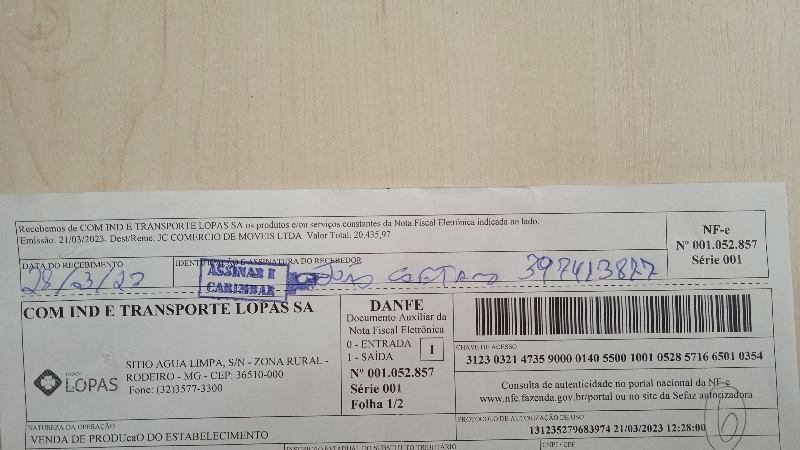 Recebemos de COM IND E TRANSPORTE LOPAS SA os produtos e/ou serviços constantes da Nota Fiscal Eletrônica indicada ao lado.
Emissão: 21/03/2023. Dest/Reme: JC COMERCIO DE MOVEIS LTDA. Valor Total: 20.435,97
NF-e
Nº 001.052.857
Série 001
DATA DO RECEBIMENTO
IDENTIFICAÇÃO E ASSINATURA DO RECEBEDOR
ASSINAR E
CARIMBAR
COM IND E TRANSPORTE LOPAS SA
LOPAS
SITIO AGUA LIMPA, S/N - ZONA RURAL -
RODEIRO - MG - CEP: 36510-000
Fone: (32)3577-3300
DANFE
Documento Auxiliar da
Nota Fiscal Eletrônica
0 - ENTRADA
1 - SAÍDA
1
Nº 001.052.857
Série 001
Folha 1/2
CHAVE DE ACESSO
3123 0321 4735 9000 0140 5500 1001 0528 5716 6501 0354
Consulta de autenticidade no portal nacional da NF-e
www.nfe.fazenda.gov.br/portal ou no site da Sefaz autorizadora
NATUREZA DA OPERAÇÃO
VENDA DE PRODUcaO DO ESTABELECIMENTO
PROTOCOLO DE AUTORIZAÇÃO DE USO
131235279683974 21/03/2023 12:28:00
6
INSCRIÇÃO ESTADUAL DO SUBSTITUTO TRIBUTÁRIO
CNPJ / CPF